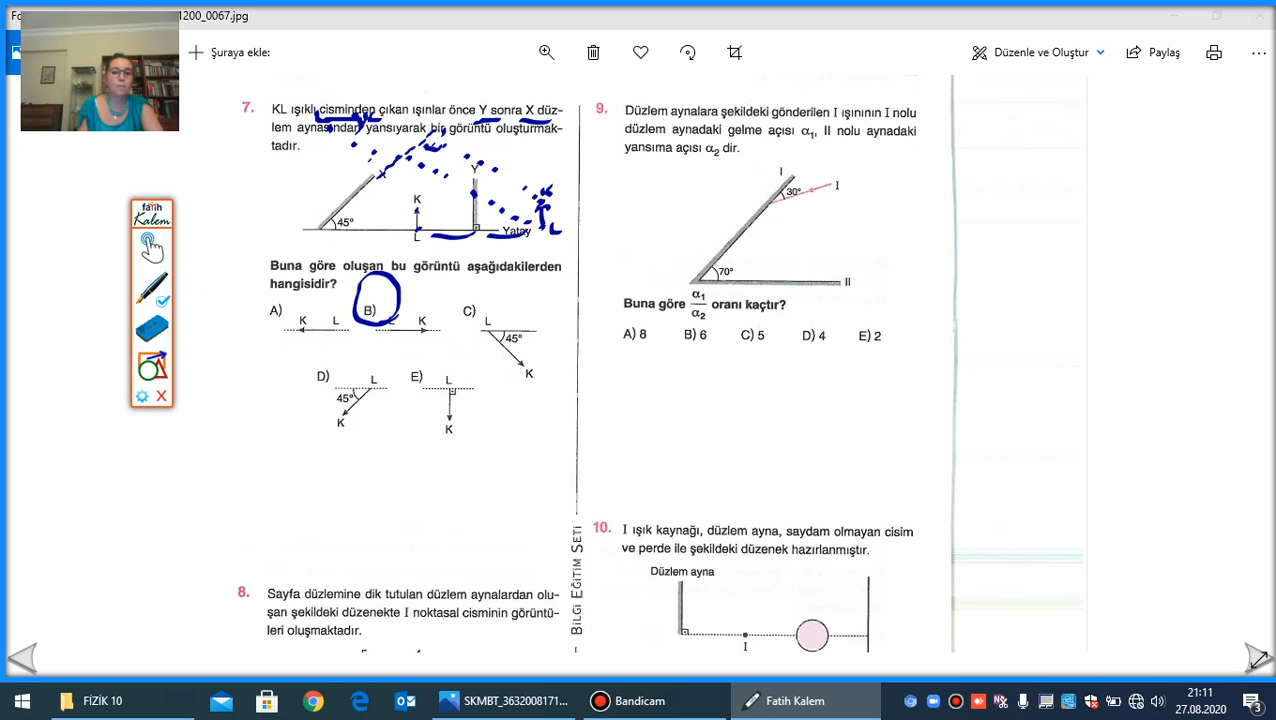 1200_0067.jpg
Şuraya ekle:
Düzenle ve Oluştur
Paylaş
fatih
Kalem
7. KL ışıklı cisminden çıkan ışınlar önce Y sonra X düz-
lem aynasından yansıyarak bir görüntü oluşturmak-
tadır.
X
Y
K
45°
L
Yatay
K
L
Buna göre oluşan bu görüntü aşağıdakilerden
hangisidir?
A) K L
B) L K
C) L 45° K
D) L 45° K
E) L K
8. Sayfa düzlemine dik tutulan düzlem aynalardan olu-
şan şekildeki düzenekte I noktasal cisminin görüntü-
leri oluşmaktadır.
BİLGİ EĞİTİM SETİ
9. Düzlem aynalara şekildeki gönderilen I ışınının I nolu
düzlem aynadaki gelme açısı α₁, II nolu aynadaki
yansıma açısı α₂ dir.
I
30°
I
70°
II
Buna göre α₁/α₂ oranı kaçtır?
A) 8 B) 6 C) 5 D) 4 E) 2
10. I ışık kaynağı, düzlem ayna, saydam olmayan cisim
ve perde ile şekildeki düzenek hazırlanmıştır.
Düzlem ayna
I
FİZİK 10
SKMBT_3632008171...
Bandicam
Fatih Kalem
21:11
27.08.2020